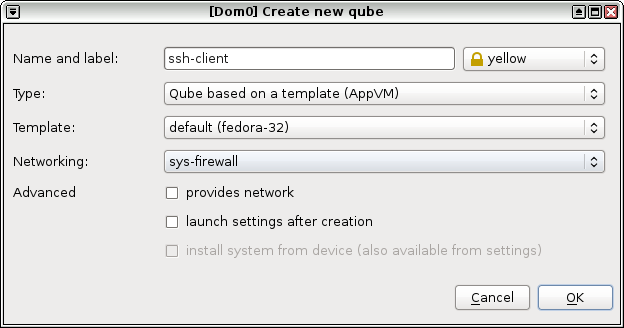 [Dom0] Create new qube
Name and label: ssh-client yellow
Type: Qube based on a template (AppVM)
Template: default (fedora-32)
Networking: sys-firewall
Advanced provides network
launch settings after creation
install system from device (also available from settings)
Cancel OK